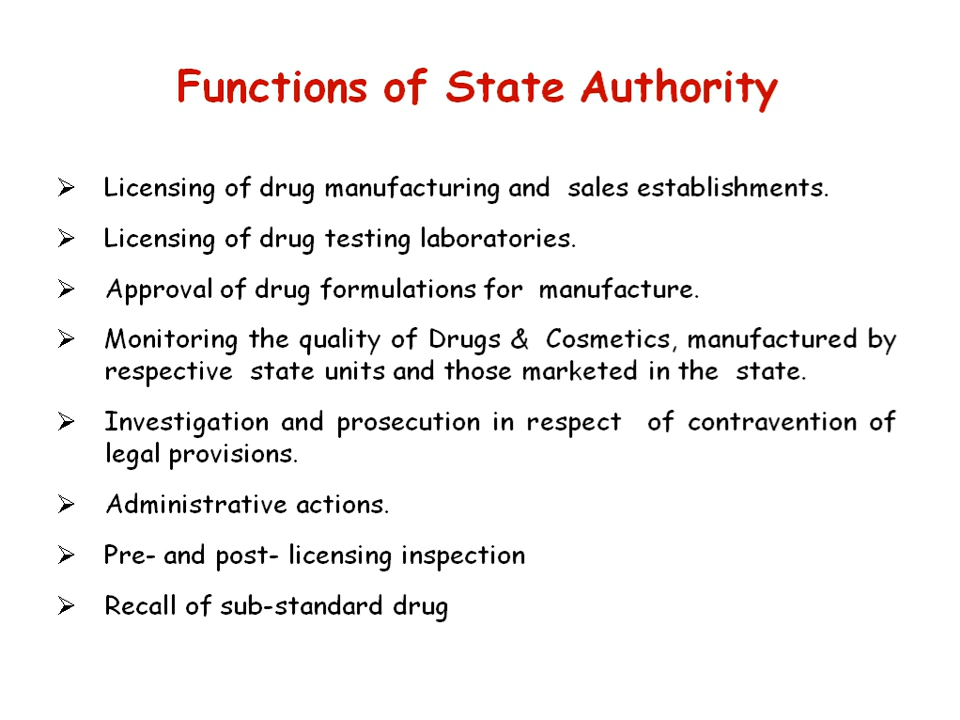 Functions of State Authority
➢ Licensing of drug manufacturing and sales establishments.
➢ Licensing of drug testing laboratories.
➢ Approval of drug formulations for manufacture.
➢ Monitoring the quality of Drugs & Cosmetics, manufactured by
respective state units and those marketed in the state.
➢ Investigation and prosecution in respect of contravention of
legal provisions.
➢ Administrative actions.
➢ Pre- and post- licensing inspection
➢ Recall of sub-standard drug